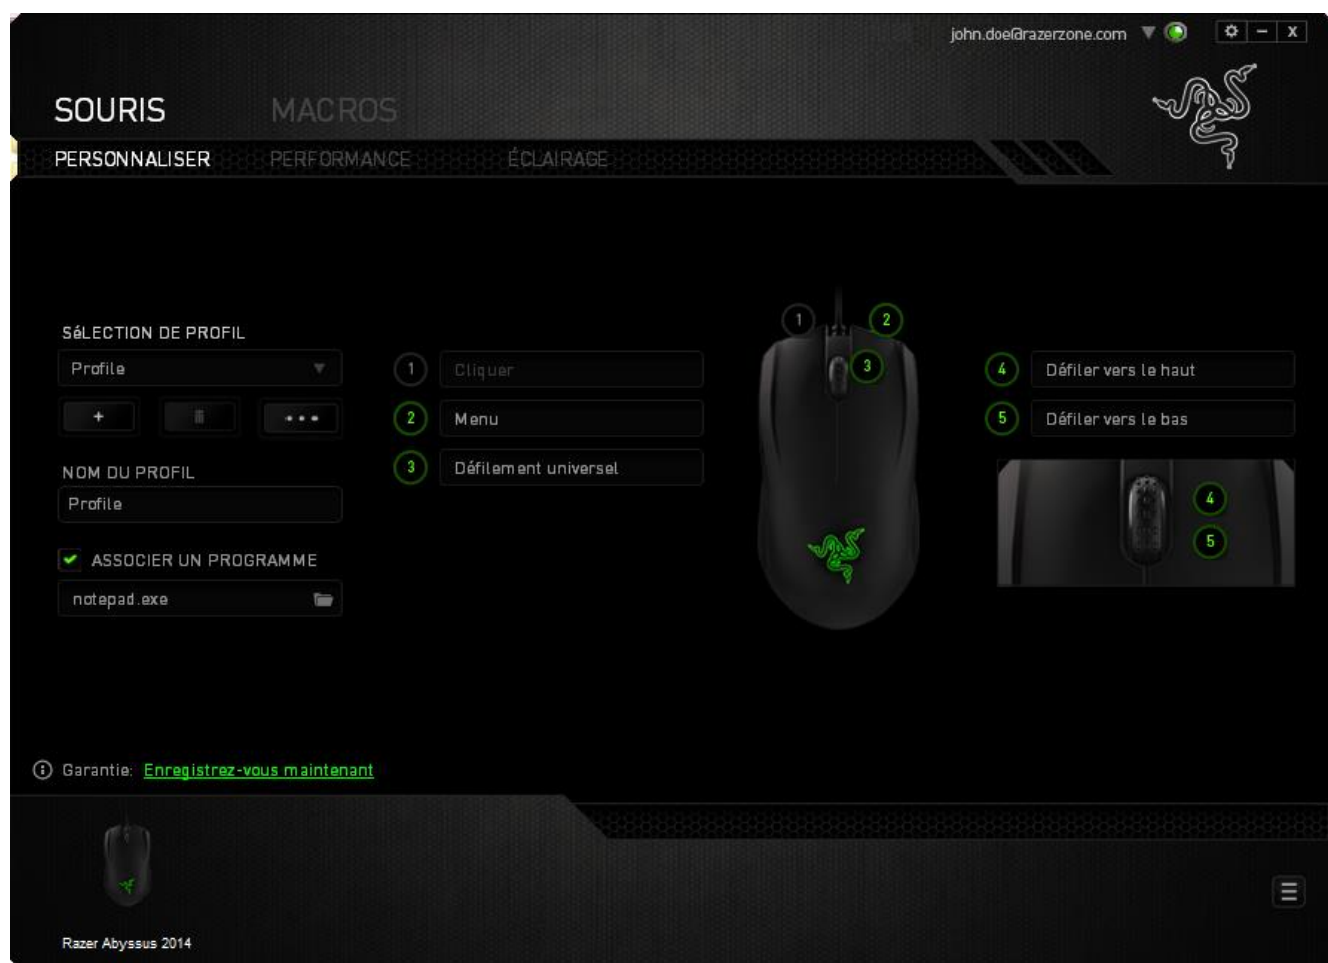 john.doe@razerzone.com
SOURIS MACROS
PERSONNALISER PERFORMANCE ÉCLAIRAGE
SéLECTION DE PROFIL
Profile
NOM DU PROFIL
Profile
ASSOCIER UN PROGRAMME
notepad.exe
1 Cliquer
2 Menu
3 Défilement universel
1
2
3
4 Défiler vers le haut
5 Défiler vers le bas
4
5
Garantie: Enregistrez-vous maintenant
Razer Abyssus 2014